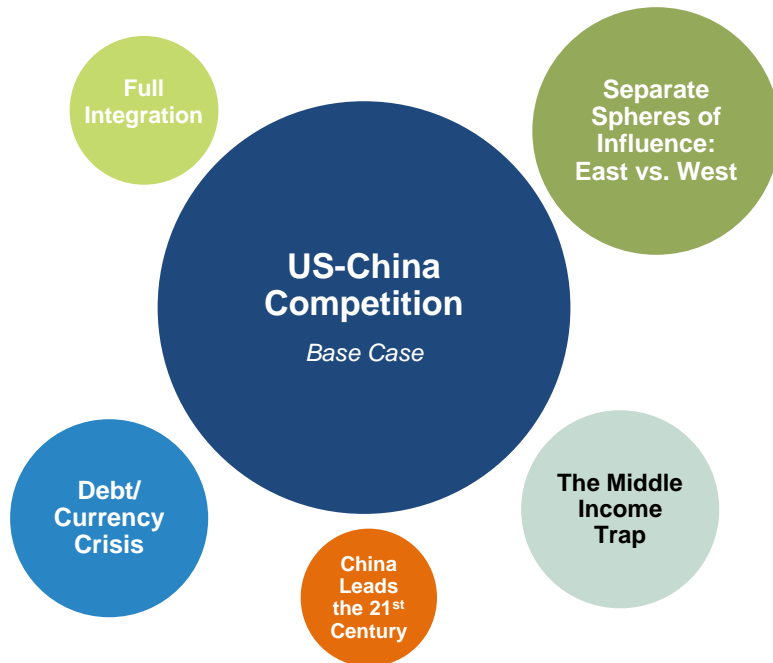 Full
Integration
Separate
Spheres of
Influence:
East vs. West
US-China
Competition
Base Case
Debt/
Currency
Crisis
The Middle
Income
Trap
China
Leads
the 21st
Century